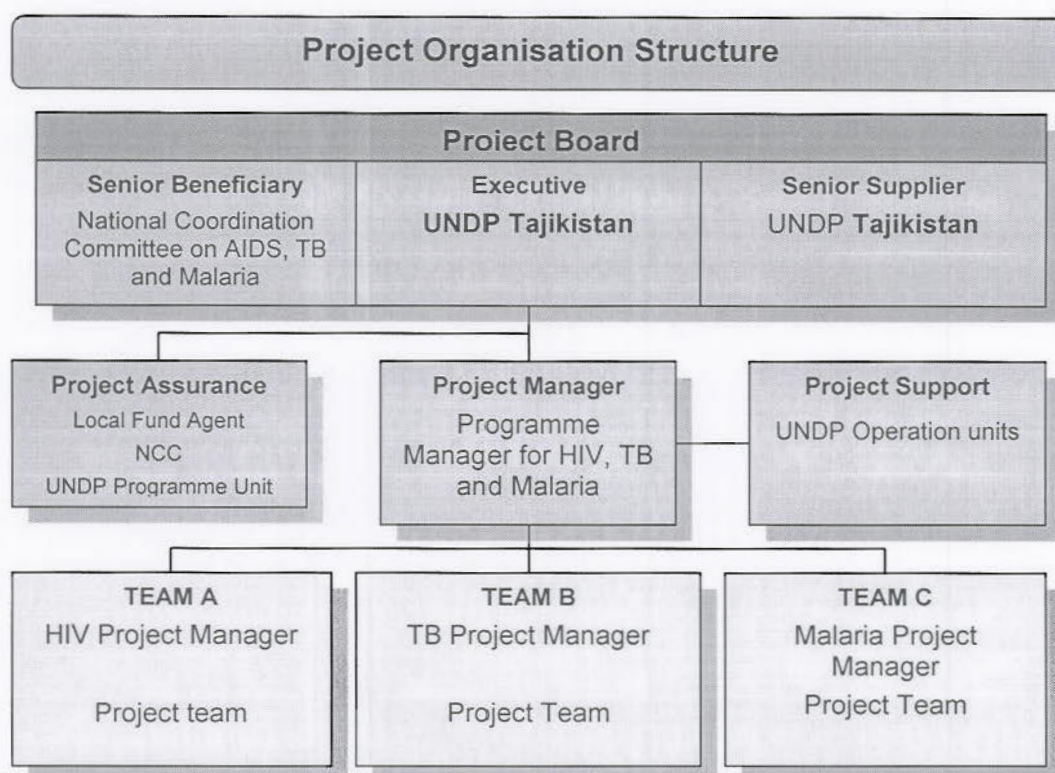 Project Organisation Structure
Project Board
Senior Beneficiary
National Coordination
Committee on AIDS, TB
and Malaria
Executive
UNDP Tajikistan
Senior Supplier
UNDP Tajikistan
Project Assurance
Local Fund Agent
NCC
UNDP Programme Unit
Project Manager
Programme
Manager for HIV, TB
and Malaria
Project Support
UNDP Operation units
TEAM A
HIV Project Manager
Project team
TEAM B
TB Project Manager
Project Team
TEAM C
Malaria Project
Manager
Project Team